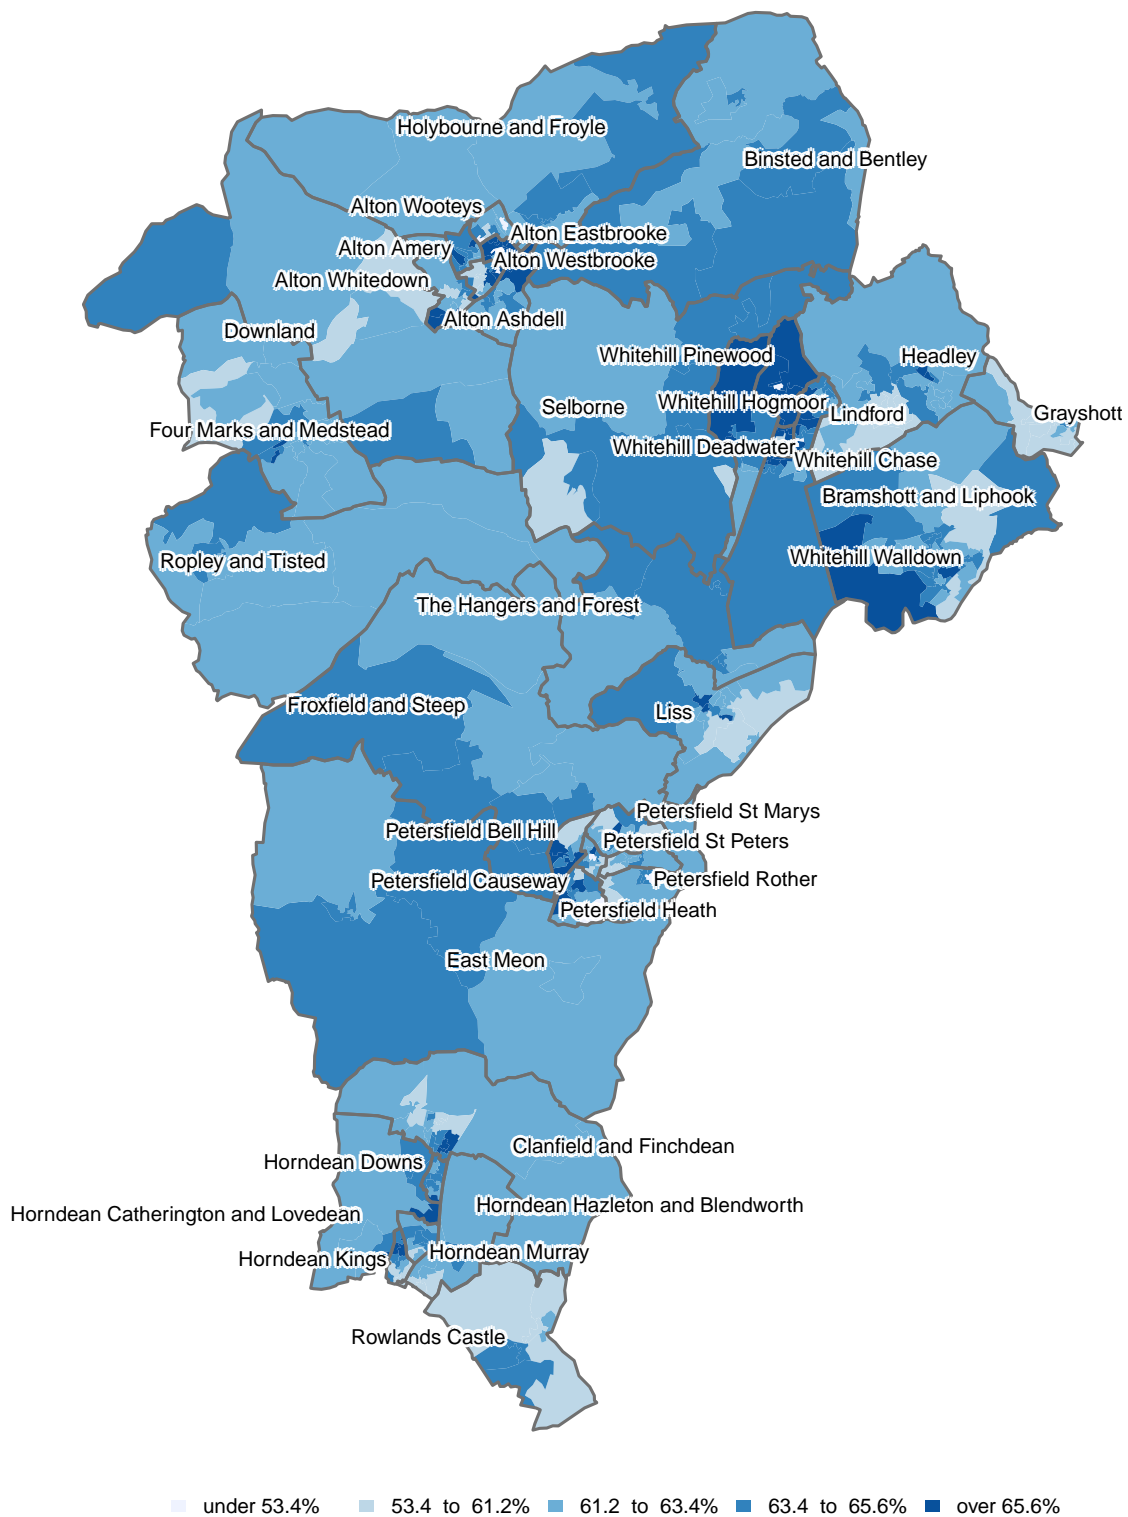 Holybourne and Froyle
Binsted and Bentley
Alton Wooteys
Alton Eastbrooke
Alton Amery
Alton Westbrooke
Alton Whitedown
Alton Ashdell
Downland
Whitehill Pinewood
Headley
Whitehill Hogmoor
Selborne
Lindford
Grayshott
Four Marks and Medstead
Whitehill Deadwater
Whitehill Chase
Bramshott and Liphook
Whitehill Walldown
Ropley and Tisted
The Hangers and Forest
Froxfield and Steep
Liss
Petersfield St Marys
Petersfield Bell Hill
Petersfield St Peters
Petersfield Causeway
Petersfield Rother
Petersfield Heath
East Meon
Clanfield and Finchdean
Horndean Downs
Horndean Hazleton and Blendworth
Horndean Catherington and Lovedean
Horndean Murray
Horndean Kings
Rowlands Castle
under 53.4% 53.4 to 61.2% 61.2 to 63.4% 63.4 to 65.6% over 65.6%